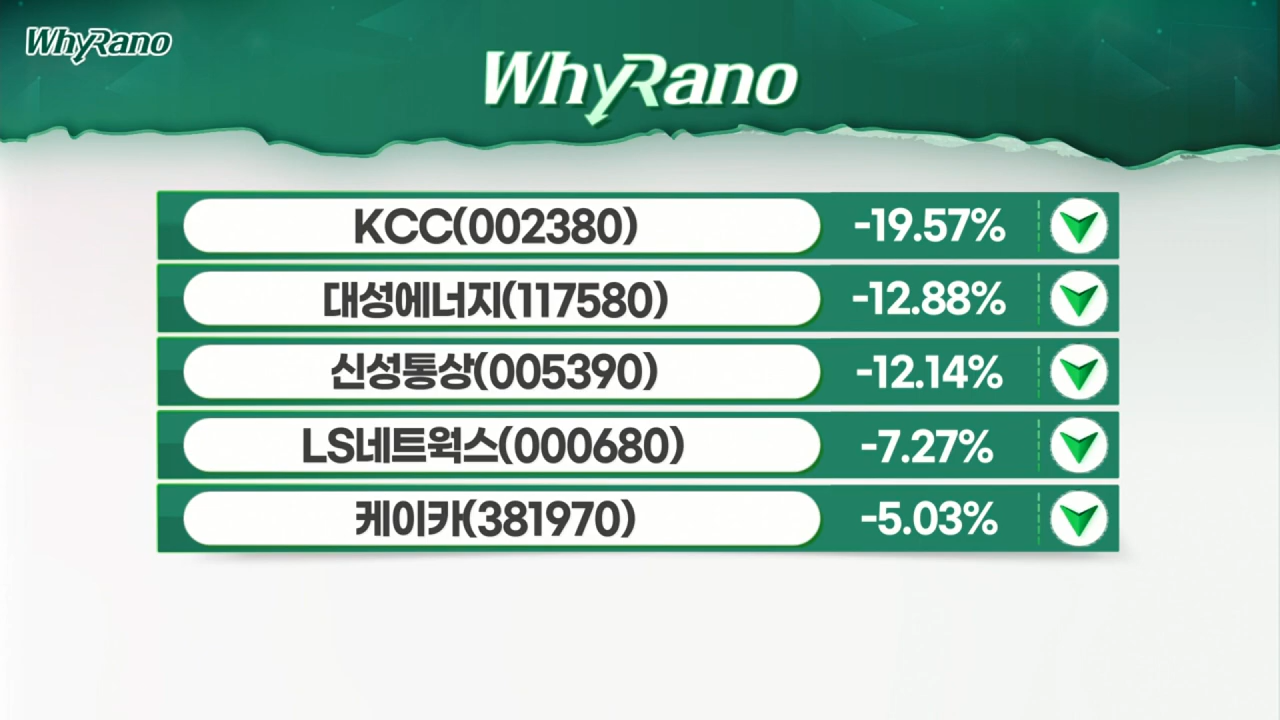 WhyRano
WhyRano
KCC(002380) -19.57%
대성에너지(117580) -12.88%
신성통상(005390) -12.14%
LS네트웍스(000680) -7.27%
케이카(381970) -5.03%